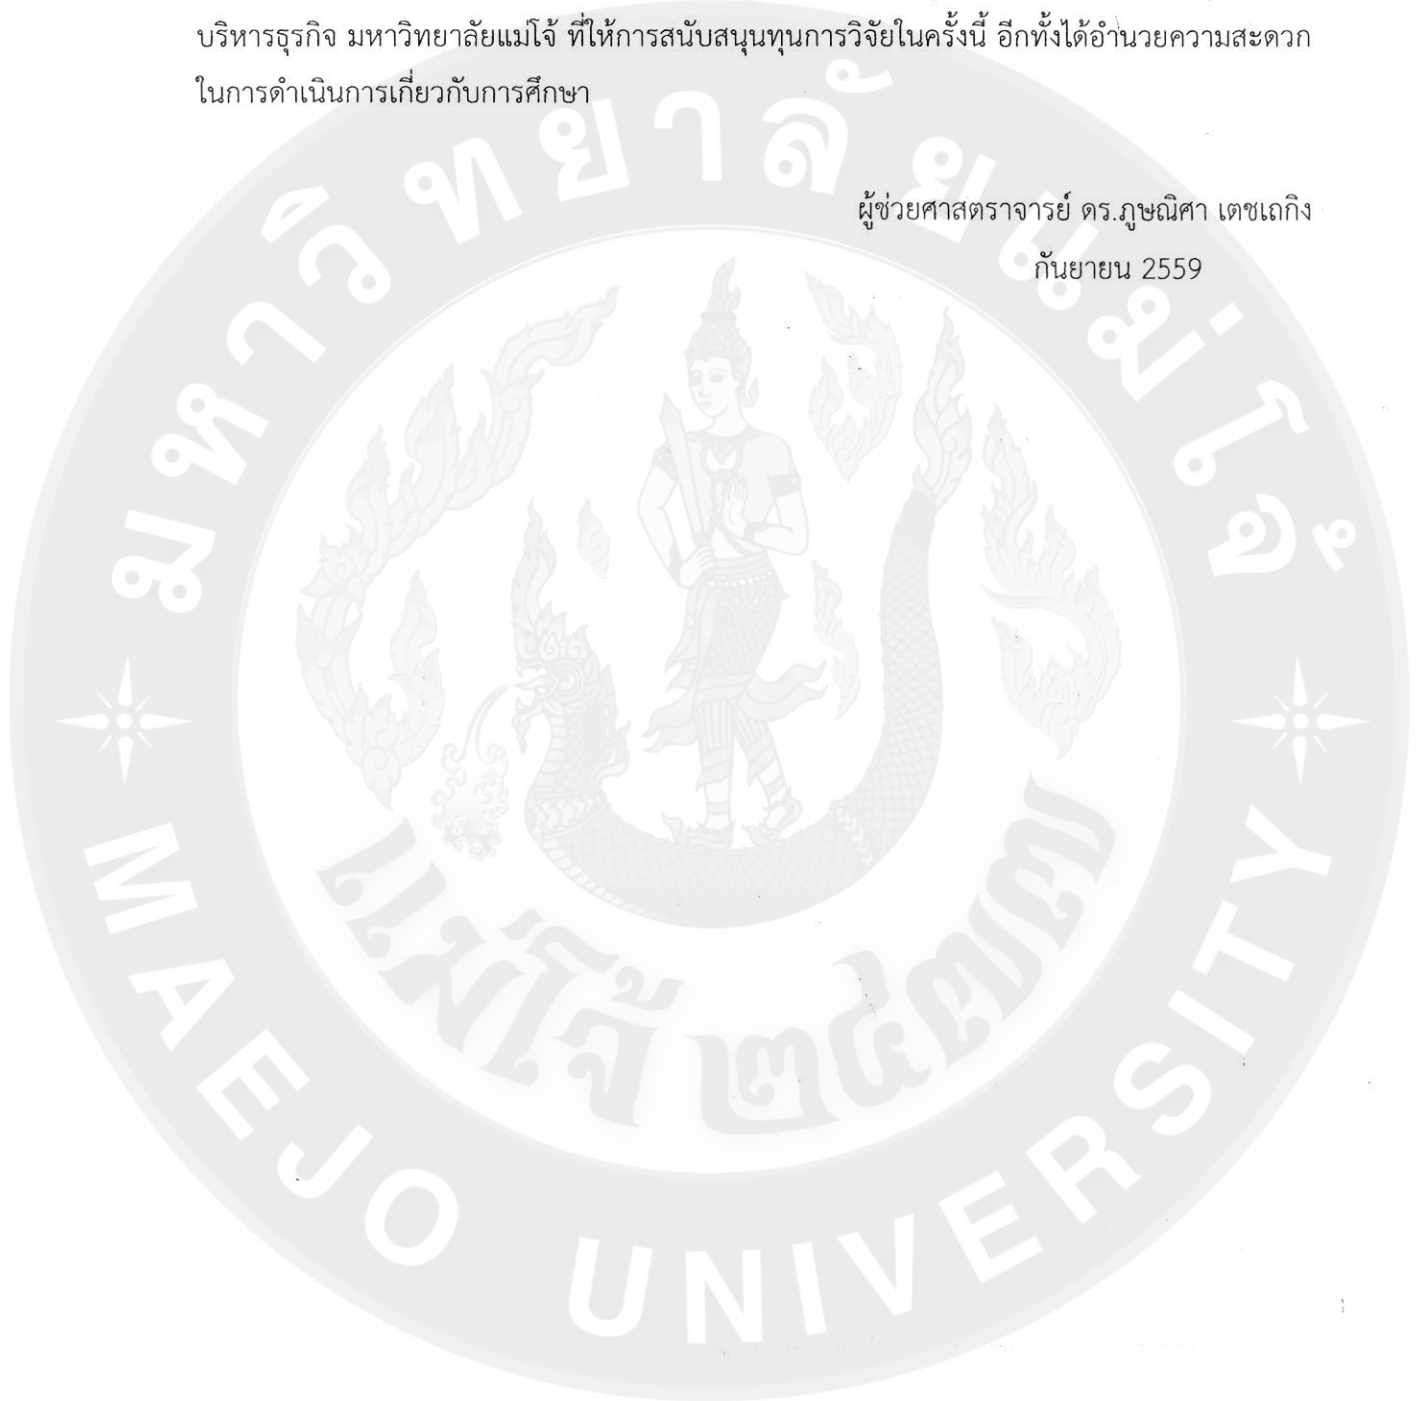 บริหารธุรกิจ มหาวิทยาลัยแม่โจ้ ที่ให้การสนับสนุนทุนการวิจัยในครั้งนี้ อีกทั้งได้อำนวยความสะดวก
ในการดำเนินการเกี่ยวกับการศึกษา
ผู้ช่วยศาสตราจารย์ ดร.ภูษณิศา เตชเถกิง
กันยายน 2559
มหาวิทยาลัยแม่โจ้
แม่โจ้ ๒๔๗๗
MAEJO UNIVERSITY